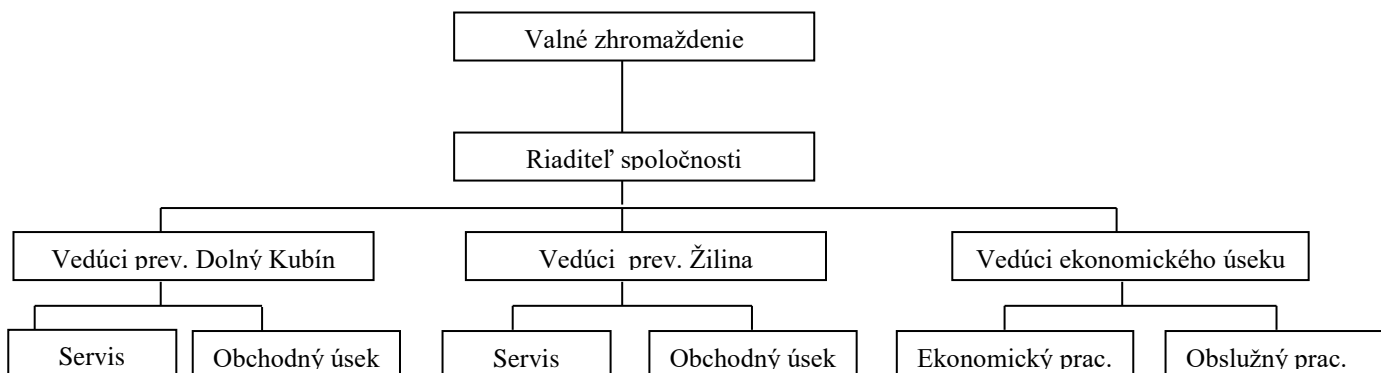 Valné zhromaždenie
Riaditeľ spoločnosti
Vedúci prev. Dolný Kubín
Vedúci prev. Žilina
Vedúci ekonomického úseku
Servis
Obchodný úsek
Servis
Obchodný úsek
Ekonomický prac.
Obslužný prac.